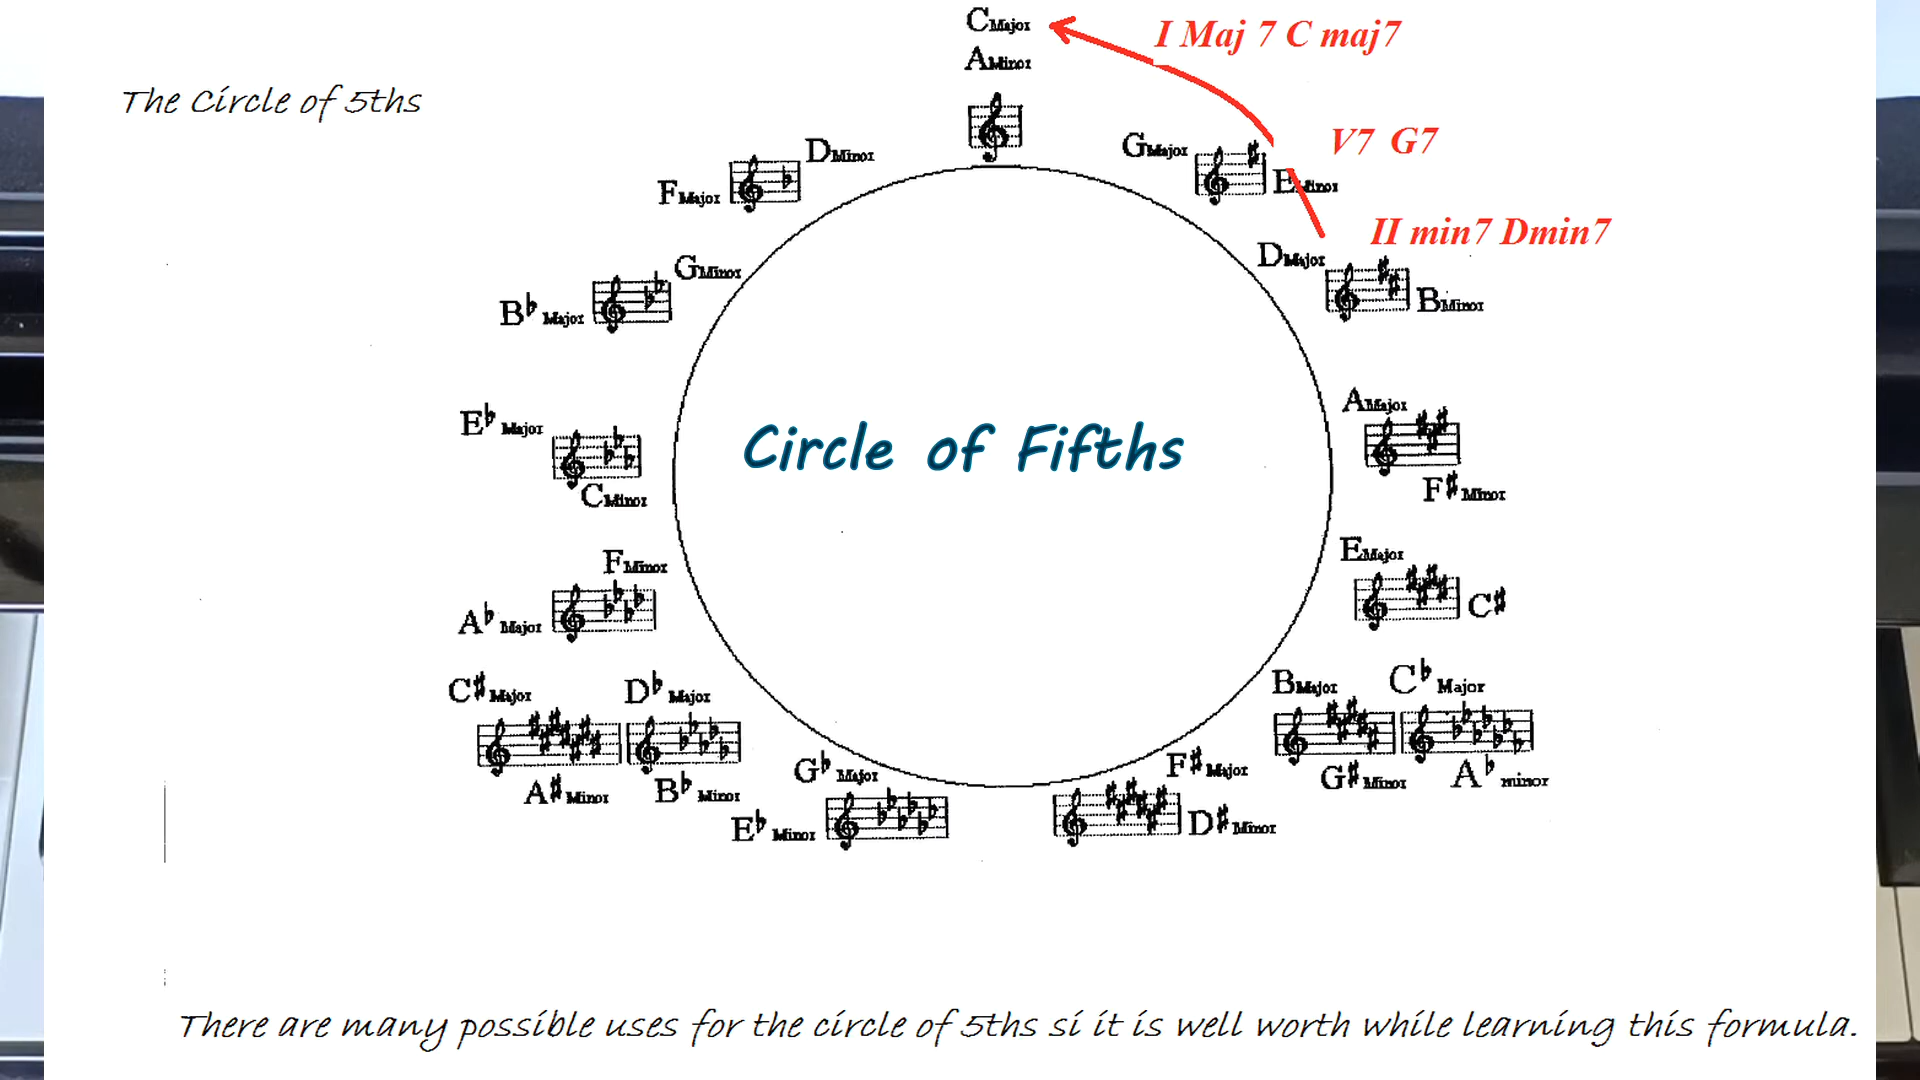 The Circle of 5ths
C Major
A Minor
I Maj 7 C maj7
G Major
E Minor
V7 G7
II min7 Dmin7
D Major
B Minor
A Major
F♯ Minor
E Major
C♯
B Major
C♭ Major
G♯ Minor
A♭ minor
F♯ Major
D♯ Minor
G♭ Major
E♭ Minor
C♯ Major
D♭ Major
A♯ Minor
B♭ Minor
F Minor
A♭ Major
E♭ Major
C Minor
G Minor
B♭ Major
D Minor
F Major
Circle of Fifths
There are many possible uses for the circle of 5ths si it is well worth while learning this formula.